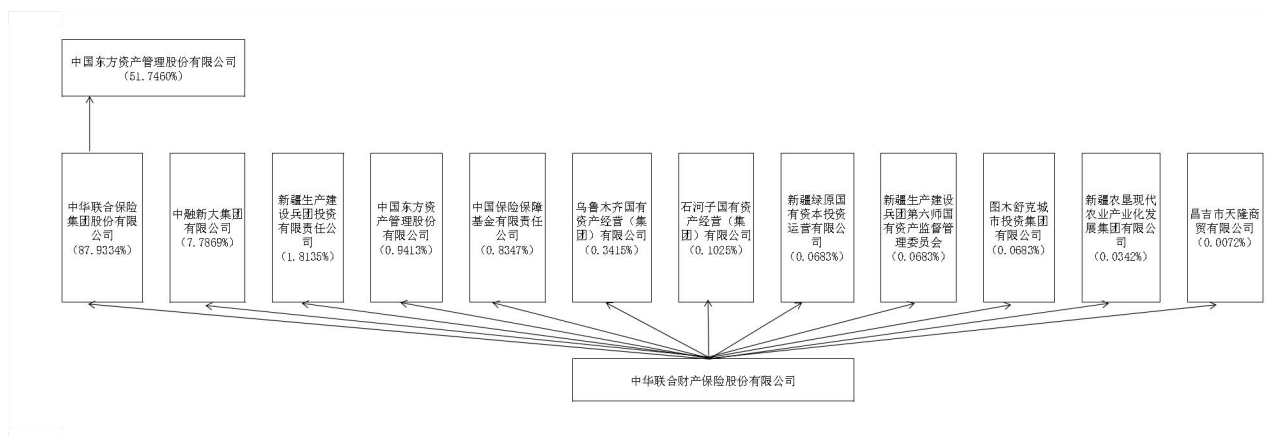 中国东方资产管理股份有限公司
(51.7460%)
中华联合保险
集团股份有限
公司
(87.9334%)
中融新大集团
有限公司
(7.7869%)
新疆生产建
设兵团投资
有限责任公
司
(1.8135%)
中国东方资
产管理股份
有限公司
(0.9413%)
中国保险保障
基金有限责任
公司
(0.8347%)
乌鲁木齐国有
资产经营（集
团）有限公司
(0.3415%)
石河子国有资
产经营（集
团）有限公司
(0.1025%)
新疆绿原国
有资本投资
运营有限公
司
(0.0683%)
新疆生产建设
兵团第六师国
有资产监督管
理委员会
(0.0683%)
图木舒克城
市投资集团
有限公司
(0.0683%)
新疆农垦现代
农业产业化发
展集团有限公
司
(0.0342%)
昌吉市天隆商
贸有限公司
(0.0072%)
中华联合财产保险股份有限公司